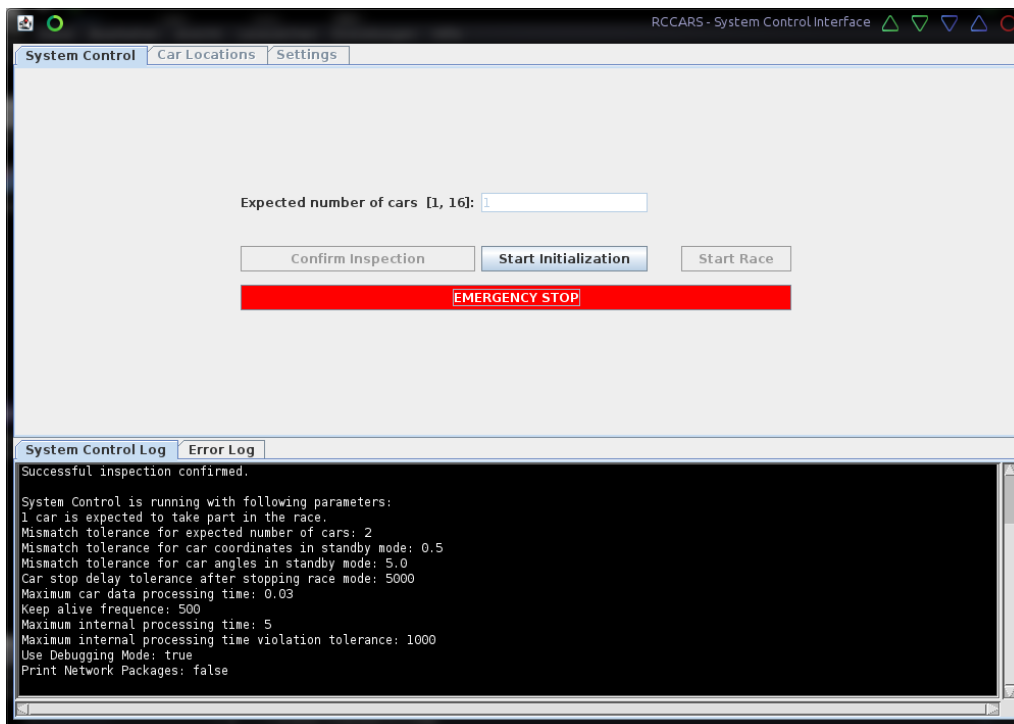 RCCARS - System Control Interface
System Control Car Locations Settings
Expected number of cars [1, 16]: 1
Confirm Inspection Start Initialization Start Race
EMERGENCY STOP
System Control Log Error Log
Successful inspection confirmed.
System Control is running with following parameters:
1 car is expected to take part in the race.
Mismatch tolerance for expected number of cars: 2
Mismatch tolerance for car coordinates in standby mode: 0.5
Mismatch tolerance for car angles in standby mode: 5.0
Car stop delay tolerance after stopping race mode: 5000
Maximum car data processing time: 0.03
Keep alive frequence: 500
Maximum internal processing time: 5
Maximum internal processing time violation tolerance: 1000
Use Debugging Mode: true
Print Network Packages: false